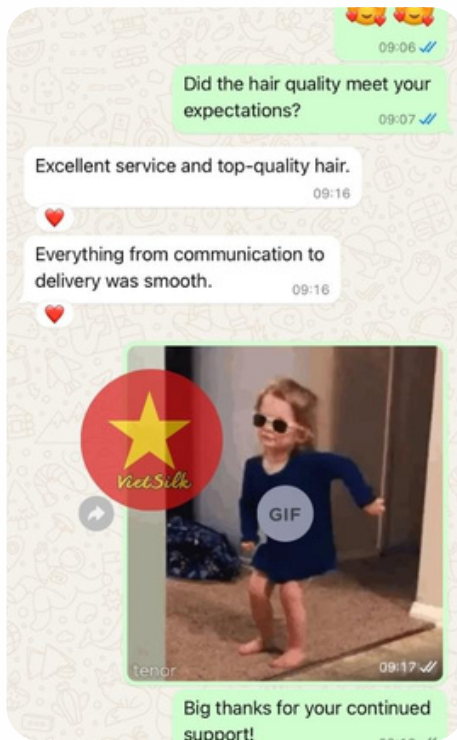 09:06
Did the hair quality meet your
expectations?
09:07
Excellent service and top-quality hair.
09:16
Everything from communication to
delivery was smooth.
09:16
VietSilk
GIF
tenor
09:17
Big thanks for your continued
support!